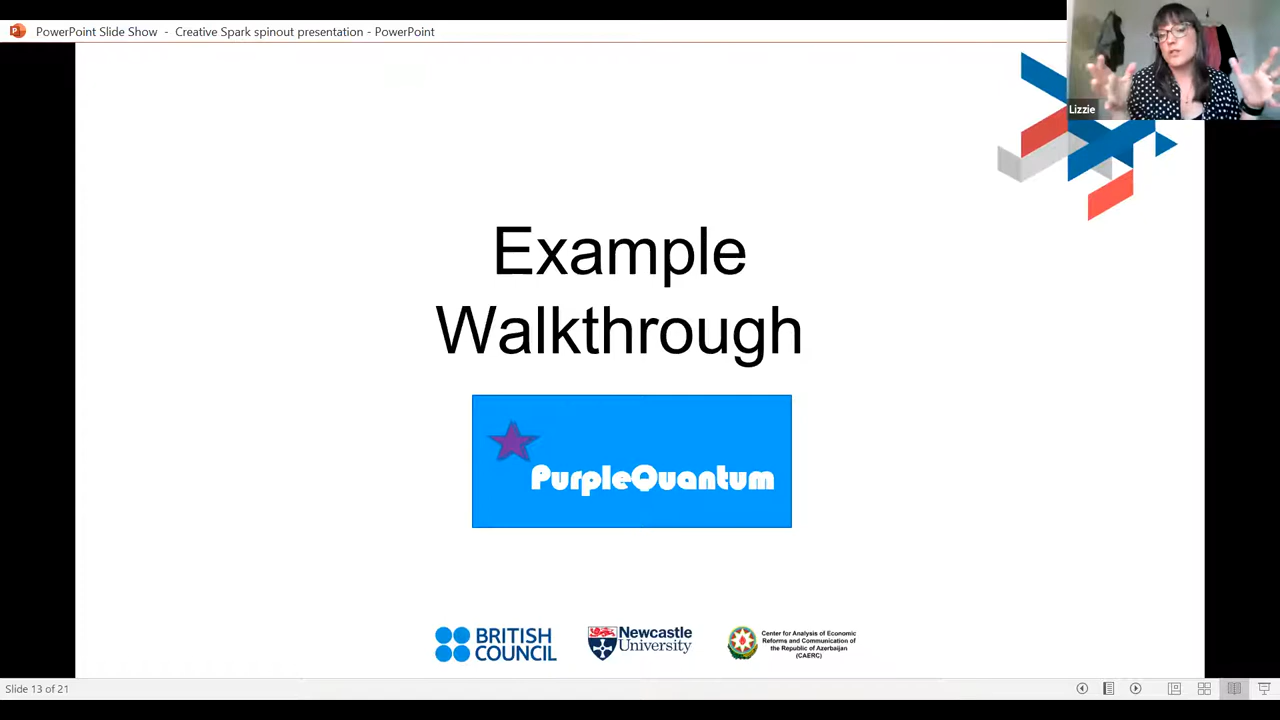 PowerPoint Slide Show - Creative Spark spinout presentation - PowerPoint
Lizzie
Example
Walkthrough
PurpleQuantum
BRITISH
COUNCIL
Newcastle
University
Center for Analysis of Economic
Reforms and Communication of
the Republic of Azerbaijan
(CAERC)
Slide 13 of 21